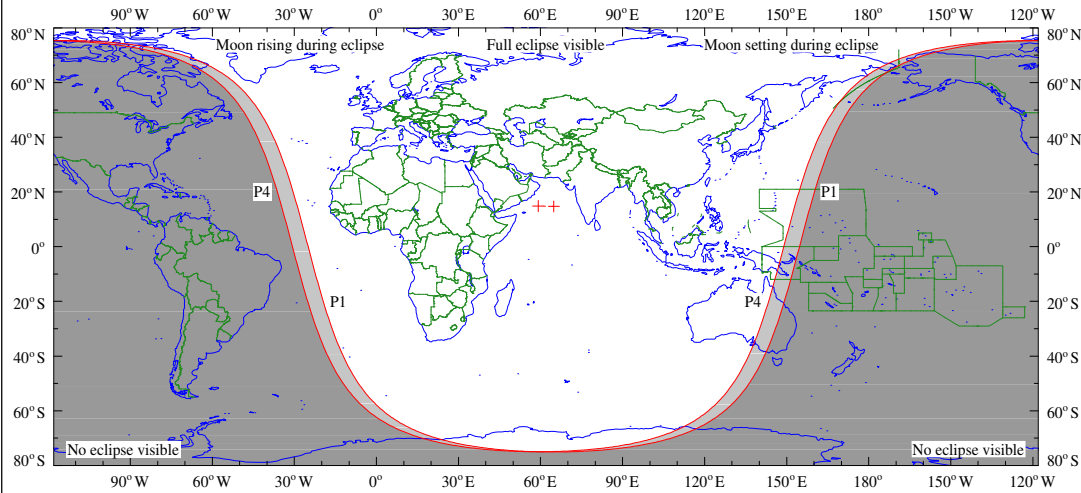 90° W 60° W 30° W 0° 30° E 60° E 90° E 120° E 150° E 180° 150° W 120° W
80° N 80° N
Moon rising during eclipse Full eclipse visible Moon setting during eclipse
60° N 60° N
40° N 40° N
20° N P4 P1 20° N
0° 0°
20° S P1 P4 20° S
40° S 40° S
60° S 60° S
No eclipse visible No eclipse visible
80° S 80° S
90° W 60° W 30° W 0° 30° E 60° E 90° E 120° E 150° E 180° 150° W 120° W